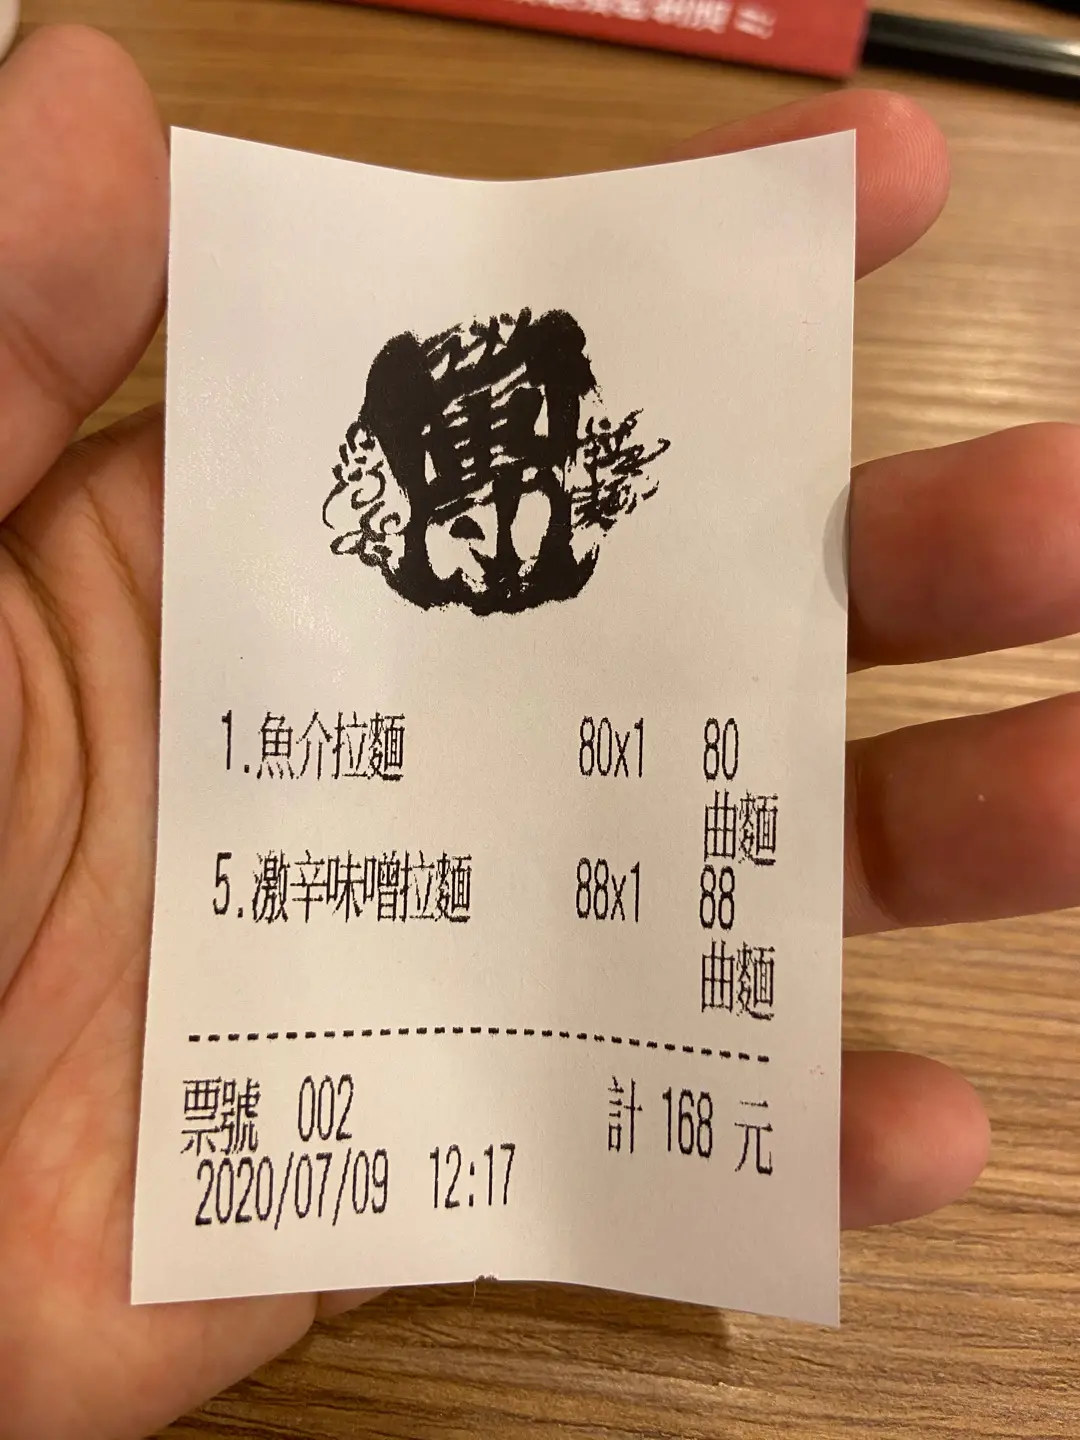 1.魚介拉麵 80x1 80
曲麵
5.激辛味噌拉麵 88x1 88
曲麵
票號 002 計 168 元
2020/07/09 12:17